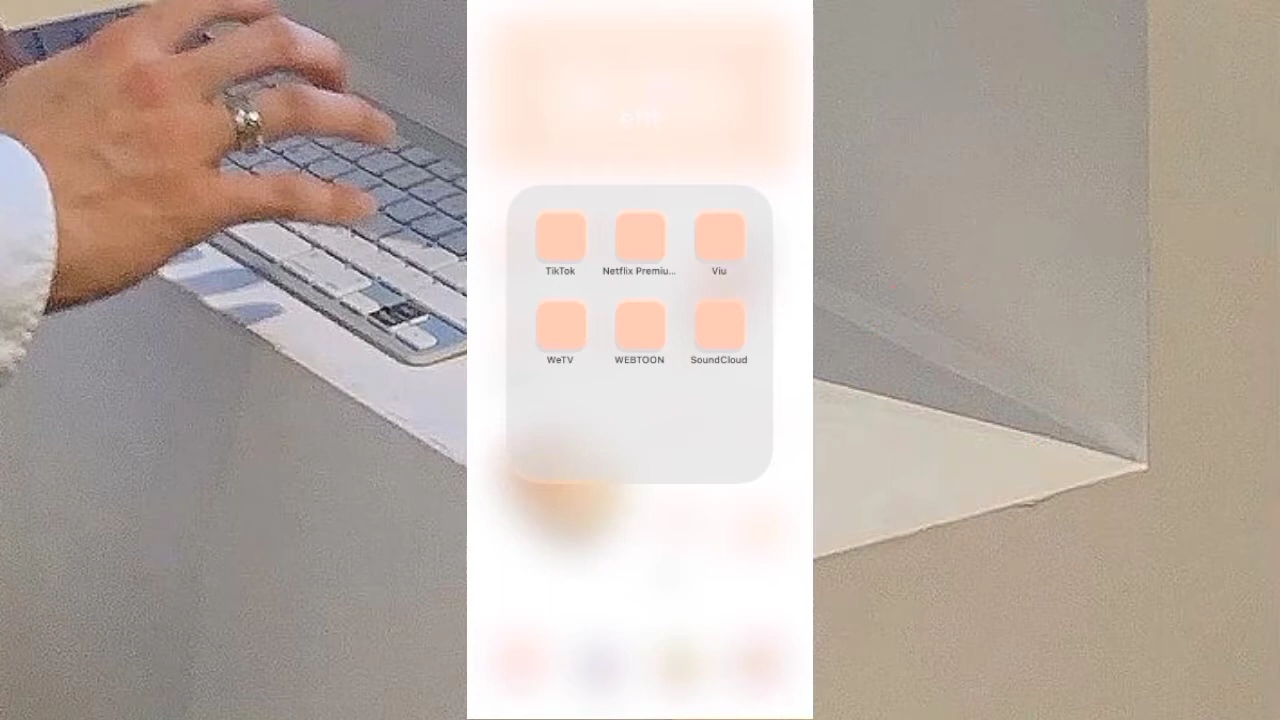 TikTok
Netflix Premiu...
Viu
WeTV
WEBTOON
SoundCloud